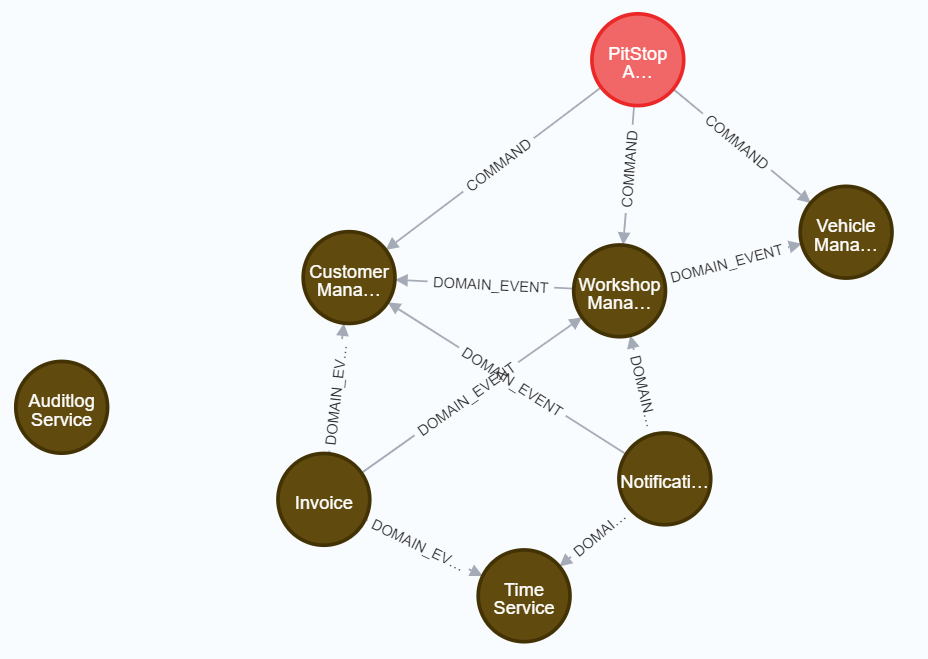 PitStop
A...
COMMAND
COMMAND
COMMAND
Vehicle
Mana...
Customer
Mana...
DOMAIN_EVENT
Workshop
Mana...
DOMAIN_EVENT
DOMAIN_EV...
DOMAIN_EVENT
DOMAIN_EVENT
DOMAIN...
Auditlog
Service
Invoice
Notificati...
DOMAIN_EV...
DOMAI...
Time
Service